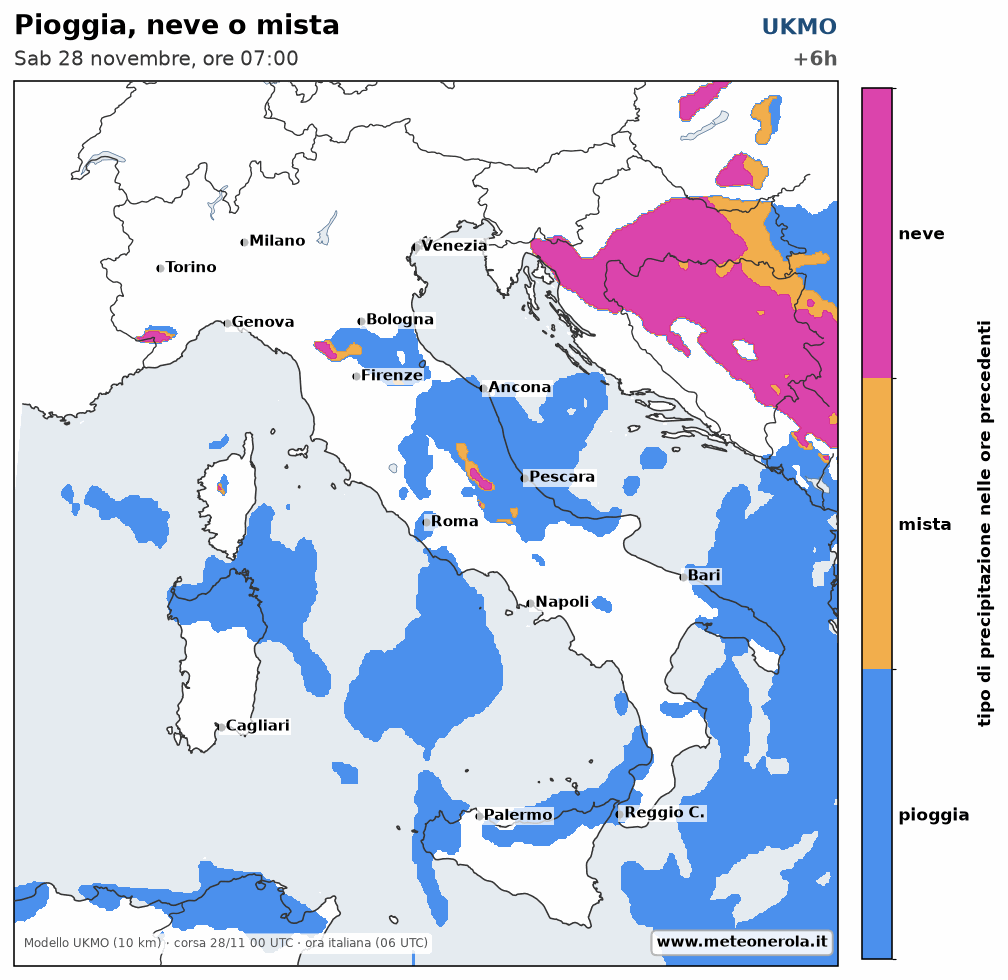 Pioggia, neve o mista
UKMO
Sab 28 novembre, ore 07:00
+6h
neve
Milano
Venezia
Torino
Genova
Bologna
Firenze
Ancona
Pescara
mista
Roma
Bari
Napoli
Cagliari
Palermo
Reggio C.
pioggia
tipo di precipitazione nelle ore precedenti
Modello UKMO (10 km) · corsa 28/11 00 UTC · ora italiana (06 UTC)
www.meteonerola.it